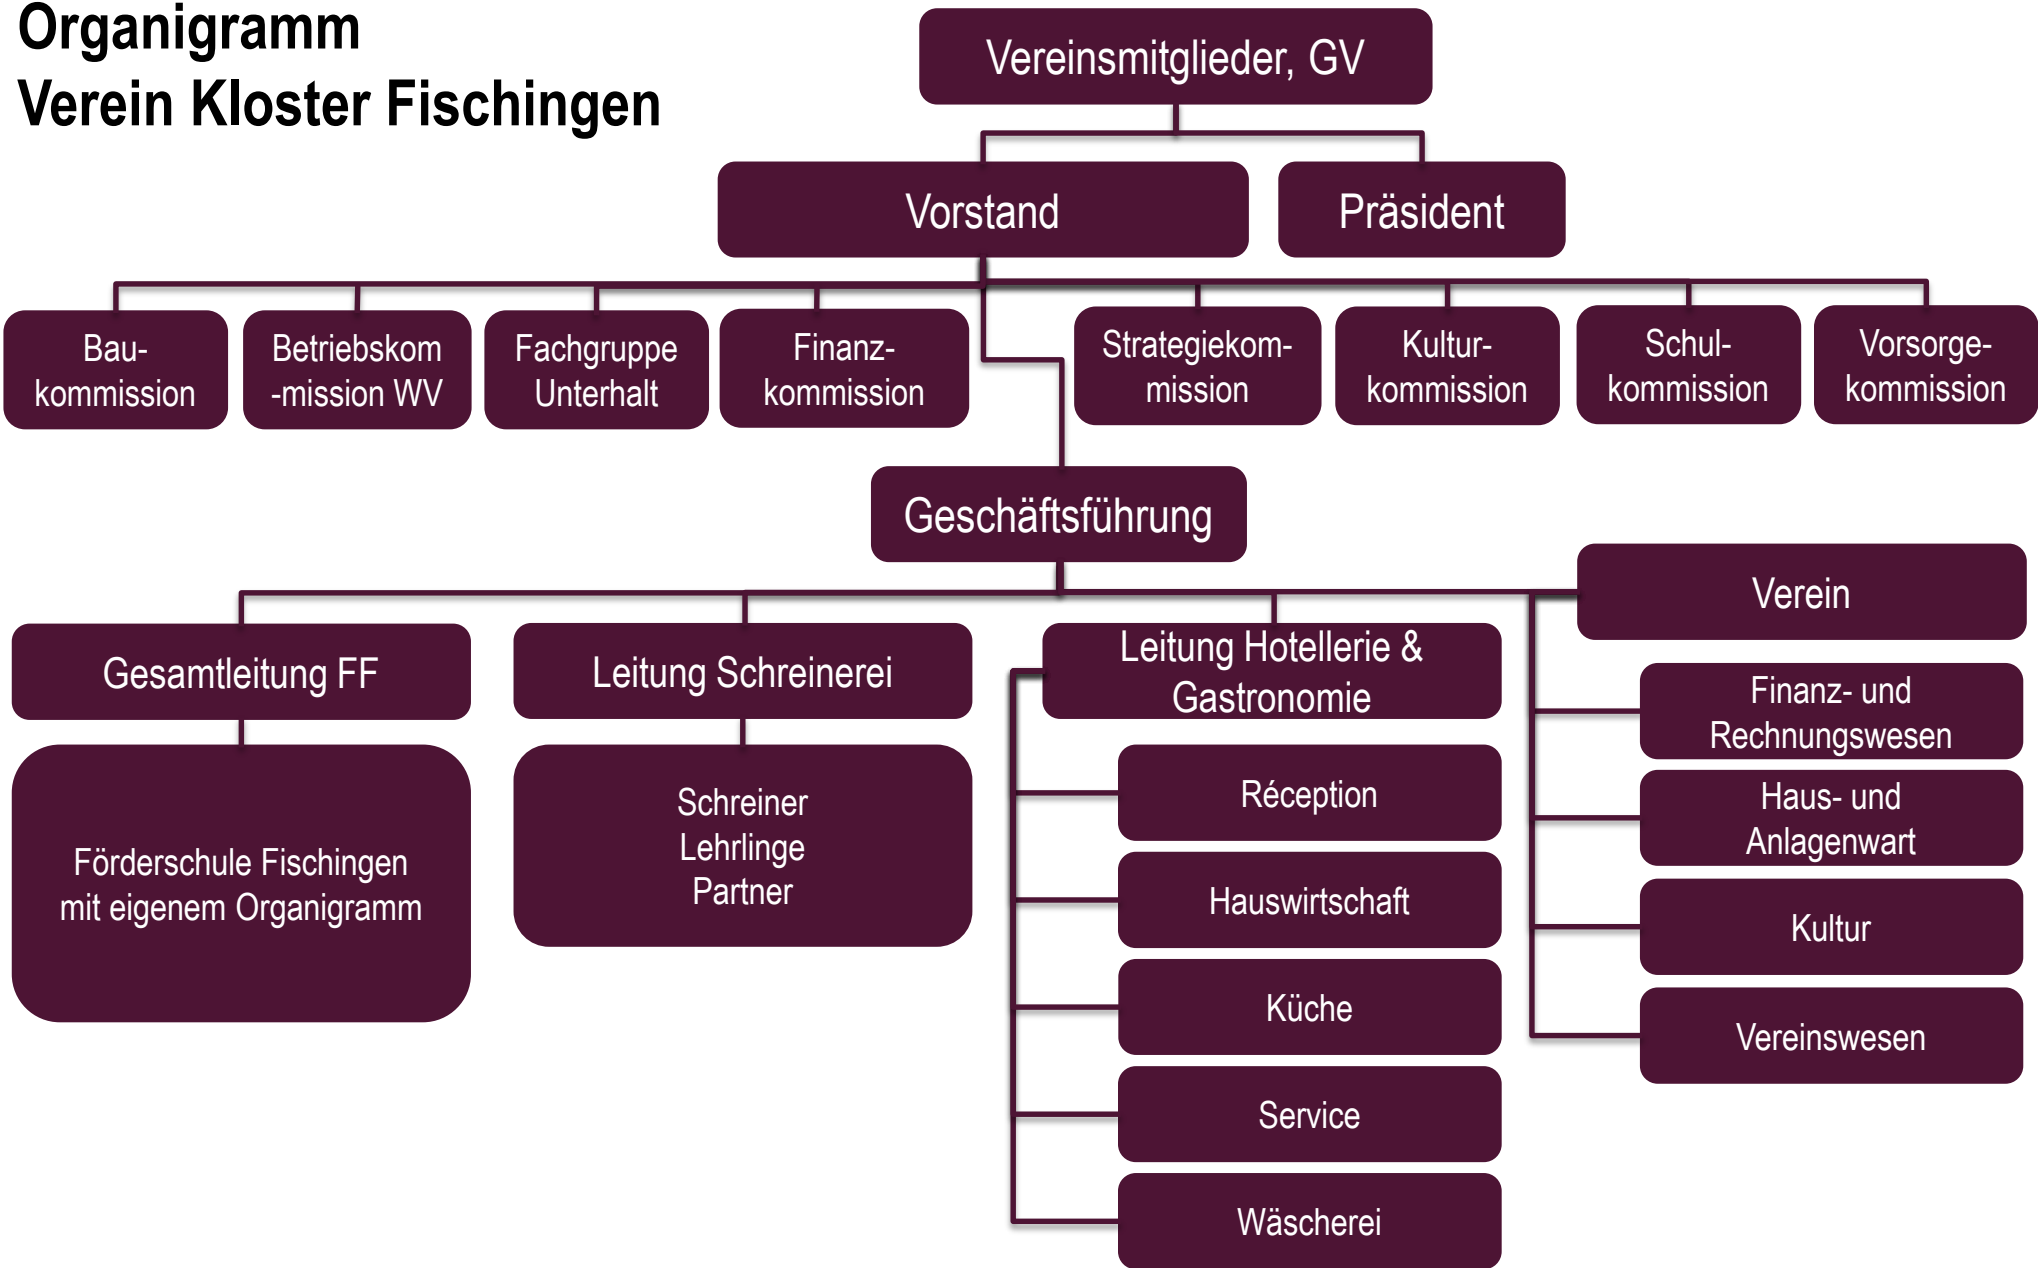 Organigramm
Verein Kloster Fischingen
Vereinsmitglieder, GV
Vorstand
Präsident
Bau-
kommission
Betriebskom
-mission WV
Fachgruppe
Unterhalt
Finanz-
kommission
Strategiekom-
mission
Kultur-
kommission
Schul-
kommission
Vorsorge-
kommission
Geschäftsführung
Verein
Gesamtleitung FF
Leitung Schreinerei
Leitung Hotellerie &
Gastronomie
Förderschule Fischingen
mit eigenem Organigramm
Schreiner
Lehrlinge
Partner
Réception
Hauswirtschaft
Küche
Service
Wäscherei
Finanz- und
Rechnungswesen
Haus- und
Anlagenwart
Kultur
Vereinswesen